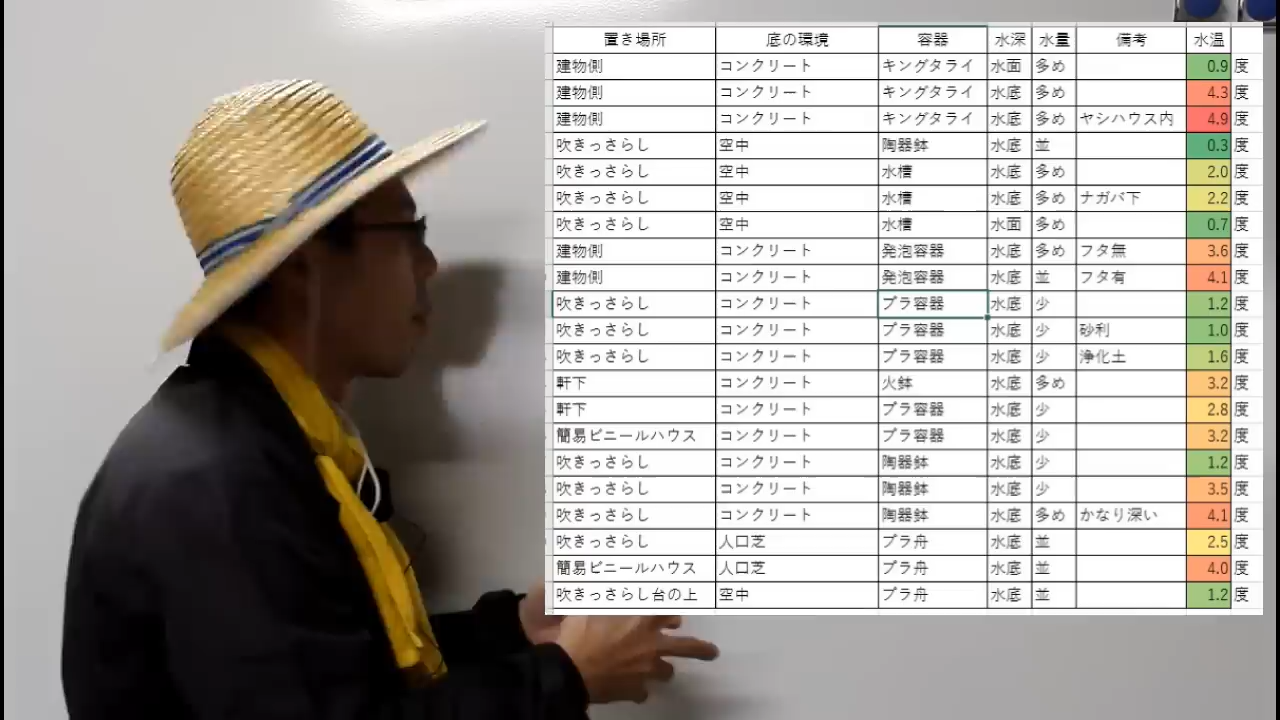 置き場所 底の環境 容器 水深 水量 備考 水温
建物側 コンクリート キングタライ 水面 多め 0.9 度
建物側 コンクリート キングタライ 水底 多め 4.3 度
建物側 コンクリート キングタライ 水底 多め ヤシハウス内 4.9 度
吹きっさらし 空中 陶器鉢 水底 並 0.3 度
吹きっさらし 空中 水槽 水底 多め 2.0 度
吹きっさらし 空中 水槽 水底 多め ナガバ下 2.2 度
吹きっさらし 空中 水槽 水面 多め 0.7 度
建物側 コンクリート 発泡容器 水底 多め フタ無 3.6 度
建物側 コンクリート 発泡容器 水底 並 フタ有 4.1 度
吹きっさらし コンクリート プラ容器 水底 少 1.2 度
吹きっさらし コンクリート プラ容器 水底 少 砂利 1.0 度
吹きっさらし コンクリート プラ容器 水底 少 浄化土 1.6 度
軒下 コンクリート 火鉢 水底 多め 3.2 度
軒下 コンクリート プラ容器 水底 少 2.8 度
簡易ビニールハウス コンクリート プラ容器 水底 少 3.2 度
吹きっさらし コンクリート 陶器鉢 水底 少 1.2 度
吹きっさらし コンクリート 陶器鉢 水底 少 3.5 度
吹きっさらし コンクリート 陶器鉢 水底 多め かなり深い 4.1 度
吹きっさらし 人口芝 プラ舟 水底 並 2.5 度
簡易ビニールハウス 人口芝 プラ舟 水底 並 4.0 度
吹きっさらし台の上 空中 プラ舟 水底 並 1.2 度